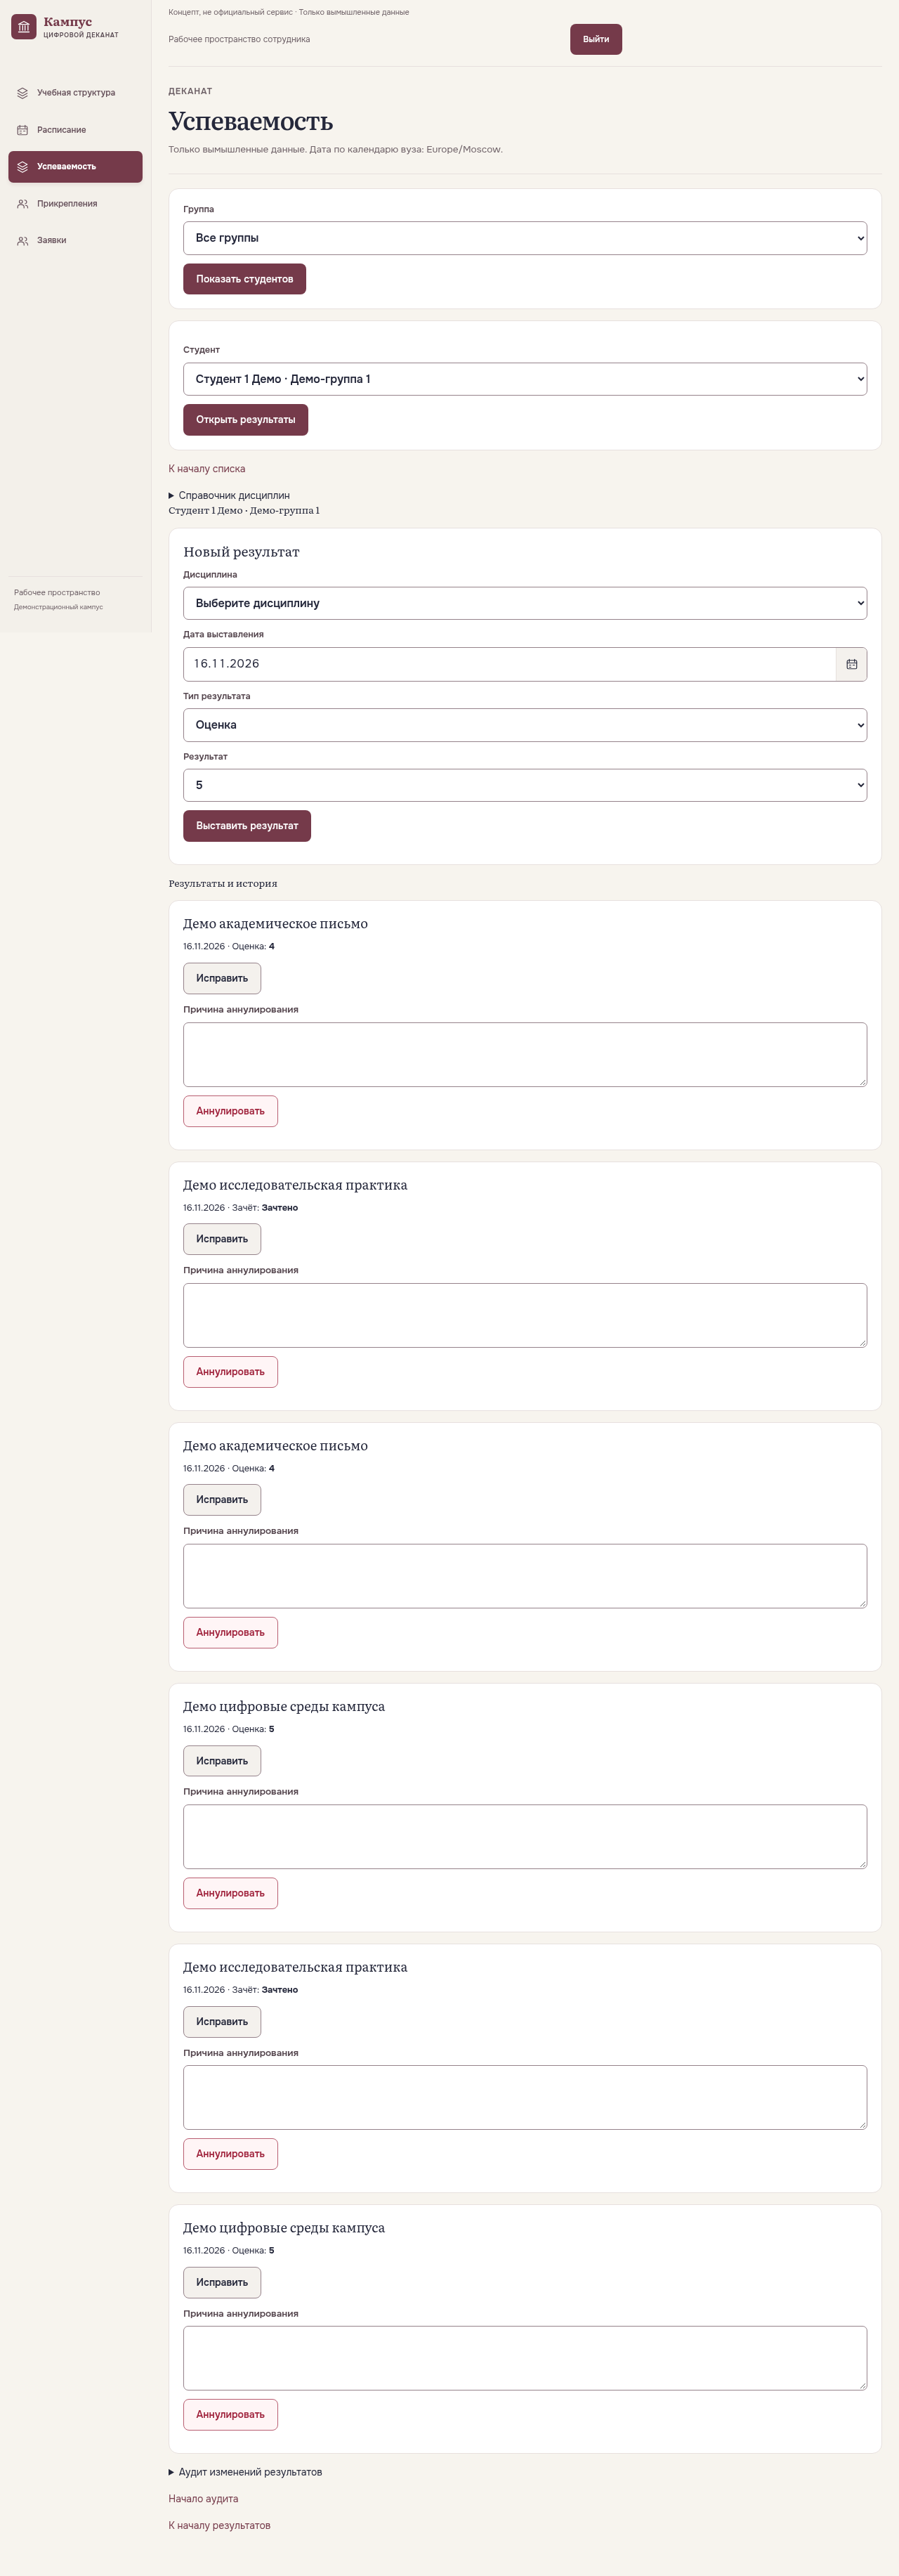 Кампус
ЦИФРОВОЙ ДЕКАНАТ
Учебная структура
Расписание
Успеваемость
Прикрепления
Заявки
Рабочее пространство
Демонстрационный кампус
Концепт, не официальный сервис · Только вымышленные данные
Рабочее пространство сотрудника
Выйти
ДЕКАНАТ
Успеваемость
Только вымышленные данные. Дата по календарю вуза: Europe/Moscow.
Группа
Все группы
Показать студентов
Студент
Студент 1 Демо · Демо-группа 1
Открыть результаты
К началу списка
Справочник дисциплин
Студент 1 Демо · Демо-группа 1
Новый результат
Дисциплина
Выберите дисциплину
Дата выставления
16.11.2026
Тип результата
Оценка
Результат
5
Выставить результат
Результаты и история
Демо академическое письмо
16.11.2026 · Оценка: 4
Исправить
Причина аннулирования
Аннулировать
Демо исследовательская практика
16.11.2026 · Зачёт: Зачтено
Исправить
Причина аннулирования
Аннулировать
Демо академическое письмо
16.11.2026 · Оценка: 4
Исправить
Причина аннулирования
Аннулировать
Демо цифровые среды кампуса
16.11.2026 · Оценка: 5
Исправить
Причина аннулирования
Аннулировать
Демо исследовательская практика
16.11.2026 · Зачёт: Зачтено
Исправить
Причина аннулирования
Аннулировать
Демо цифровые среды кампуса
16.11.2026 · Оценка: 5
Исправить
Причина аннулирования
Аннулировать
Аудит изменений результатов
Начало аудита
К началу результатов